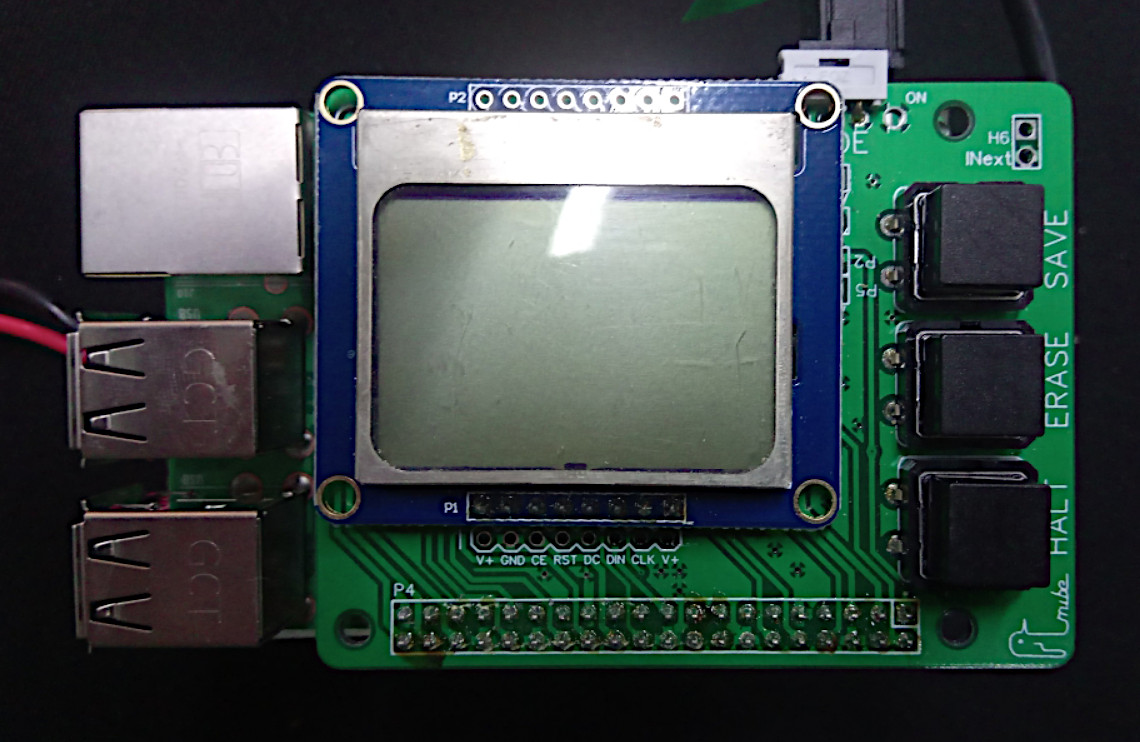 P2
ON
H6
INext
DE
P2
P5
SAVE
ERASE
HALT
P1
V+ GND CE RST DC DIN CLK V+
P4
GCT
GCT